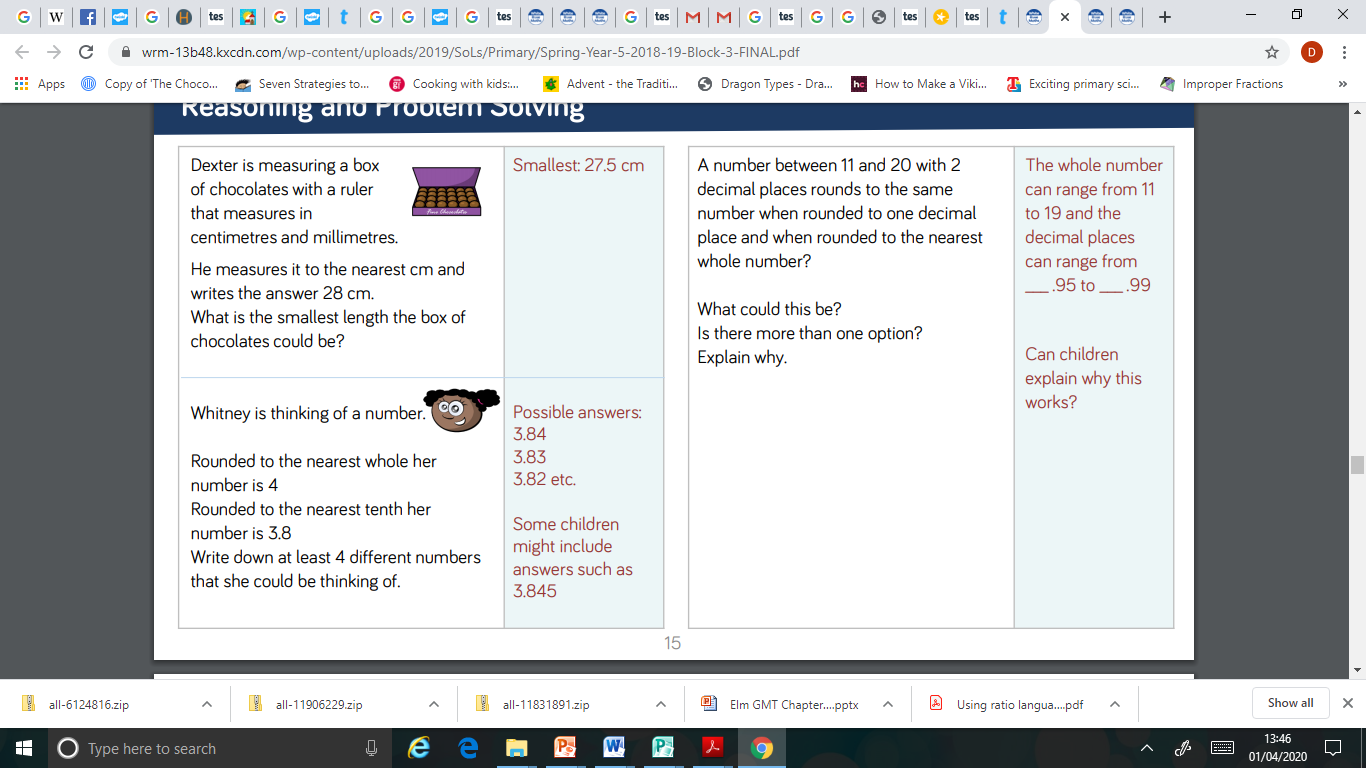 wrm-13b48.kxcdn.com/wp-content/uploads/2019/SoLs/Primary/Spring-Year-5-2018-19-Block-3-FINAL.pdf
D
Apps
Copy of 'The Choco...
Seven Strategies to...
Cooking with kids:...
Advent - the Traditi...
Dragon Types - Dra...
How to Make a Viki...
Exciting primary sci...
Improper Fractions
Reasoning and Problem Solving
Dexter is measuring a box
of chocolates with a ruler
that measures in
centimetres and millimetres.
He measures it to the nearest cm and
writes the answer 28 cm.
What is the smallest length the box of
chocolates could be?
Smallest: 27.5 cm
Whitney is thinking of a number.
Rounded to the nearest whole her
number is 4
Rounded to the nearest tenth her
number is 3.8
Write down at least 4 different numbers
that she could be thinking of.
Possible answers:
3.84
3.83
3.82 etc.
Some children
might include
answers such as
3.845
A number between 11 and 20 with 2
decimal places rounds to the same
number when rounded to one decimal
place and when rounded to the nearest
whole number?
What could this be?
Is there more than one option?
Explain why.
The whole number
can range from 11
to 19 and the
decimal places
can range from
___ .95 to ___ .99
Can children
explain why this
works?
15
all-6124816.zip
all-11906229.zip
all-11831891.zip
Elm GMT Chapter....pptx
Using ratio langua....pdf
Show all
Type here to search
13:46
01/04/2020